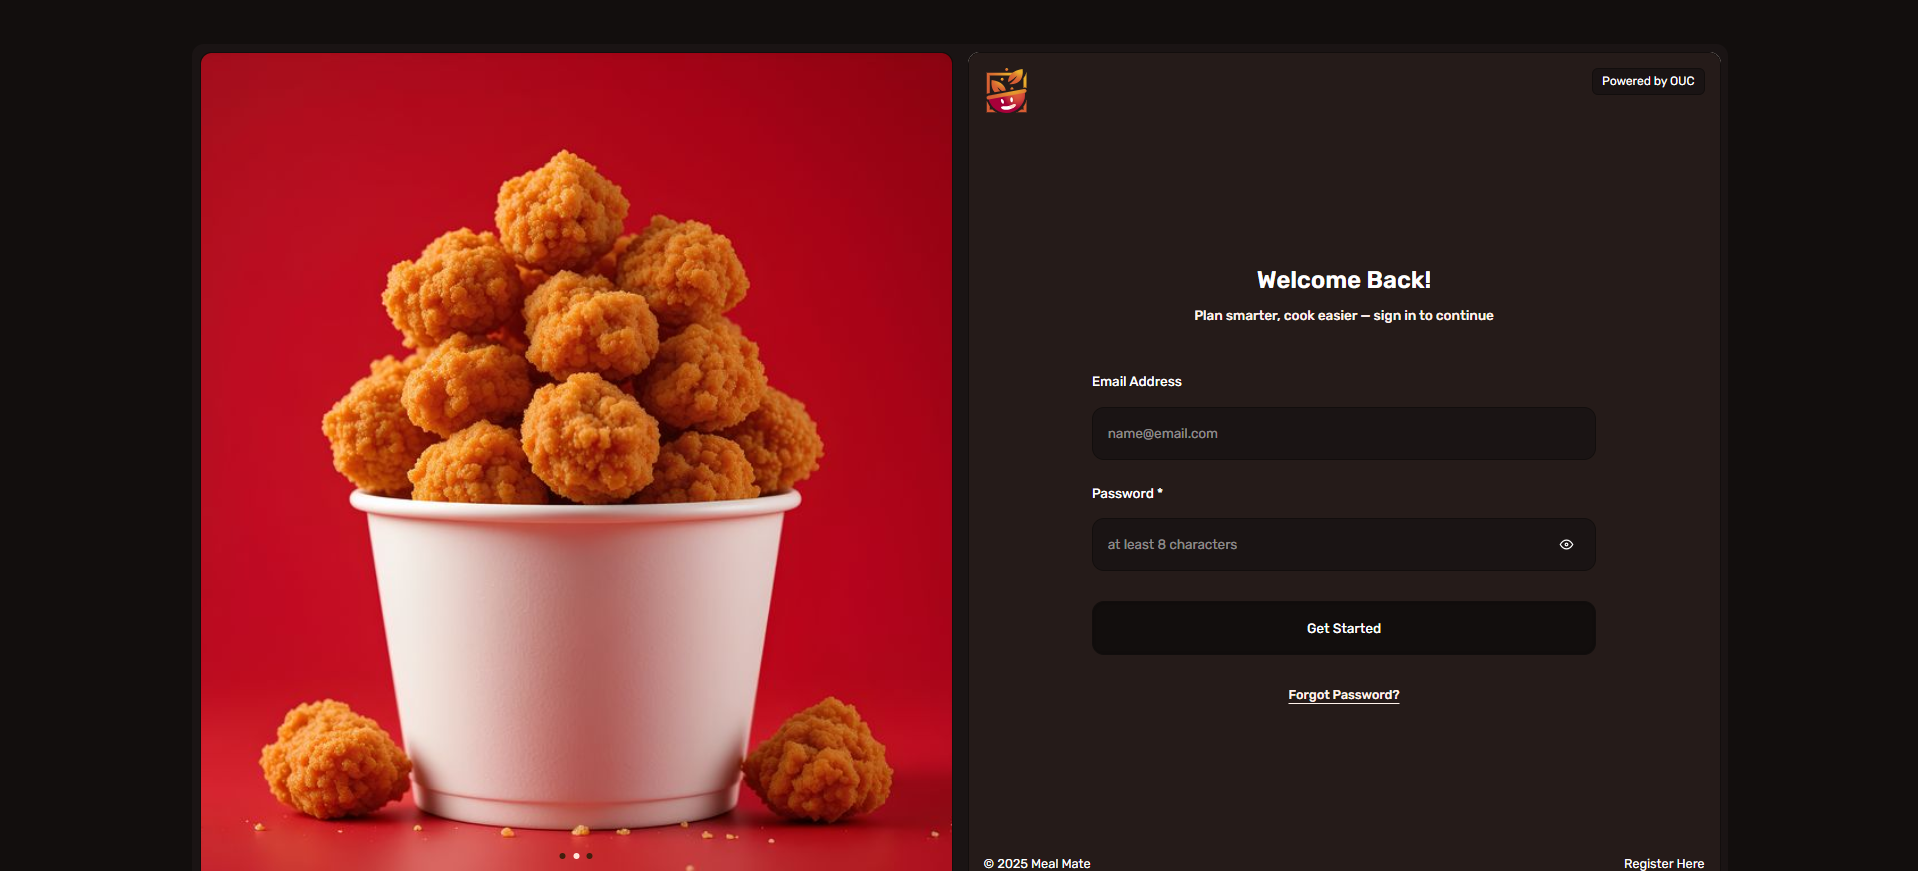 Powered by OUC
Welcome Back!
Plan smarter, cook easier — sign in to continue
Email Address
name@email.com
Password *
at least 8 characters
Get Started
Forgot Password?
© 2025 Meal Mate
Register Here